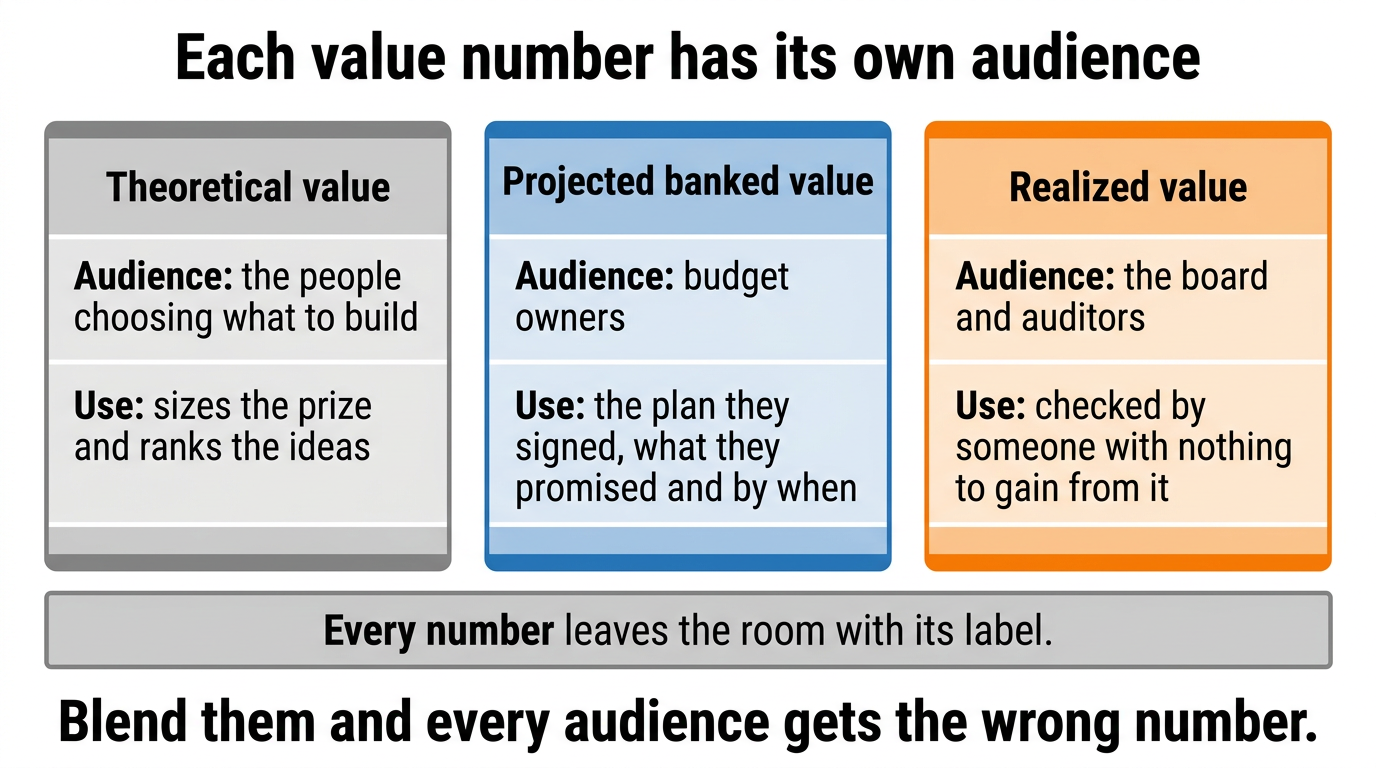 Each value number has its own audience
Theoretical value
Audience: the people
choosing what to build
Use: sizes the prize
and ranks the ideas
Projected banked value
Audience: budget
owners
Use: the plan they
signed, what they
promised and by when
Realized value
Audience: the board
and auditors
Use: checked by
someone with nothing
to gain from it
Every number leaves the room with its label.
Blend them and every audience gets the wrong number.